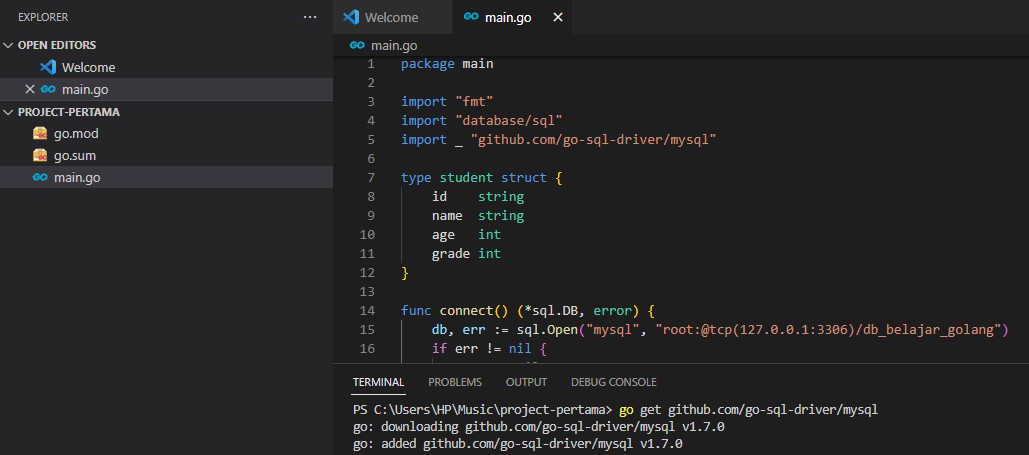 EXPLORER
OPEN EDITORS
Welcome
main.go
PROJECT-PERTAMA
go.mod
go.sum
main.go
Welcome
main.go
main.go
1 package main
2
3 import "fmt"
4 import "database/sql"
5 import _ "github.com/go-sql-driver/mysql"
6
7 type student struct {
8     id    string
9     name  string
10     age   int
11     grade int
12 }
13
14 func connect() (*sql.DB, error) {
15     db, err := sql.Open("mysql", "root:@tcp(127.0.0.1:3306)/db_belajar_golang")
16     if err != nil {
TERMINAL PROBLEMS OUTPUT DEBUG CONSOLE
PS C:\Users\HP\Music\project-pertama> go get github.com/go-sql-driver/mysql
go: downloading github.com/go-sql-driver/mysql v1.7.0
go: added github.com/go-sql-driver/mysql v1.7.0